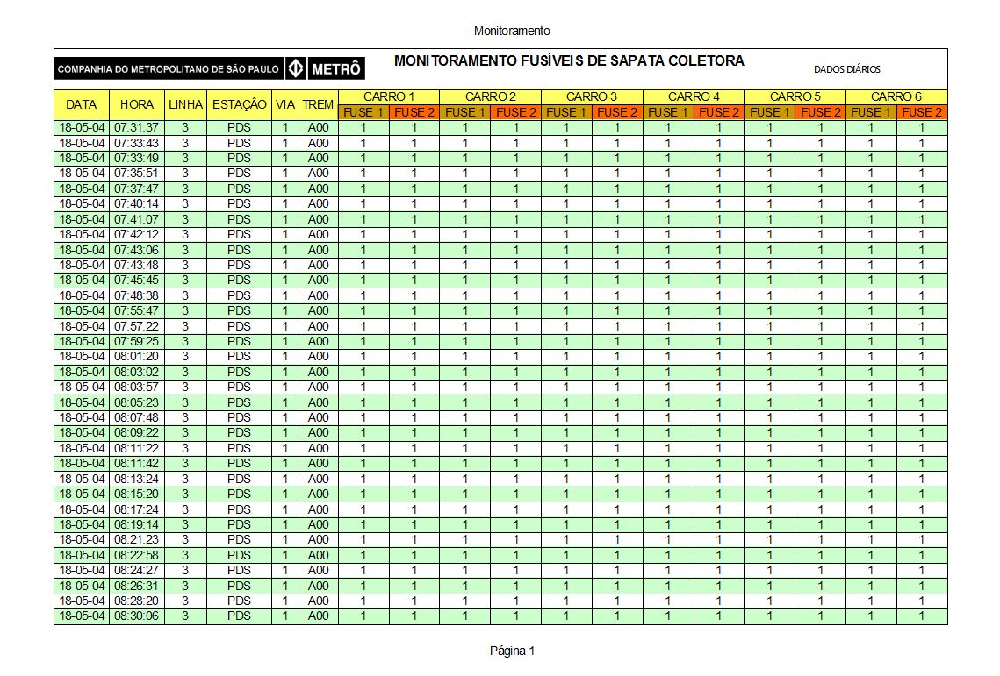 Monitoramento
COMPANHIA DO METROPOLITANO DE SÃO PAULO METRÔ MONITORAMENTO FUSÍVEIS DE SAPATA COLETORA DADOS DIÁRIOS
DATA HORA LINHA ESTAÇÂO VIA TREM CARRO 1 CARRO 2 CARRO 3 CARRO 4 CARRO 5 CARRO 6
FUSE 1 FUSE 2 FUSE 1 FUSE 2 FUSE 1 FUSE 2 FUSE 1 FUSE 2 FUSE 1 FUSE 2 FUSE 1 FUSE 2
18-05-04 07:31:37 3 PDS 1 A00 1 1 1 1 1 1 1 1 1 1 1 1
18-05-04 07:33:43 3 PDS 1 A00 1 1 1 1 1 1 1 1 1 1 1 1
18-05-04 07:33:49 3 PDS 1 A00 1 1 1 1 1 1 1 1 1 1 1 1
18-05-04 07:35:51 3 PDS 1 A00 1 1 1 1 1 1 1 1 1 1 1 1
18-05-04 07:37:47 3 PDS 1 A00 1 1 1 1 1 1 1 1 1 1 1 1
18-05-04 07:40:14 3 PDS 1 A00 1 1 1 1 1 1 1 1 1 1 1 1
18-05-04 07:41:07 3 PDS 1 A00 1 1 1 1 1 1 1 1 1 1 1 1
18-05-04 07:42:12 3 PDS 1 A00 1 1 1 1 1 1 1 1 1 1 1 1
18-05-04 07:43:06 3 PDS 1 A00 1 1 1 1 1 1 1 1 1 1 1 1
18-05-04 07:43:48 3 PDS 1 A00 1 1 1 1 1 1 1 1 1 1 1 1
18-05-04 07:45:45 3 PDS 1 A00 1 1 1 1 1 1 1 1 1 1 1 1
18-05-04 07:48:38 3 PDS 1 A00 1 1 1 1 1 1 1 1 1 1 1 1
18-05-04 07:55:47 3 PDS 1 A00 1 1 1 1 1 1 1 1 1 1 1 1
18-05-04 07:57:22 3 PDS 1 A00 1 1 1 1 1 1 1 1 1 1 1 1
18-05-04 07:59:25 3 PDS 1 A00 1 1 1 1 1 1 1 1 1 1 1 1
18-05-04 08:01:20 3 PDS 1 A00 1 1 1 1 1 1 1 1 1 1 1 1
18-05-04 08:03:02 3 PDS 1 A00 1 1 1 1 1 1 1 1 1 1 1 1
18-05-04 08:03:57 3 PDS 1 A00 1 1 1 1 1 1 1 1 1 1 1 1
18-05-04 08:05:23 3 PDS 1 A00 1 1 1 1 1 1 1 1 1 1 1 1
18-05-04 08:07:48 3 PDS 1 A00 1 1 1 1 1 1 1 1 1 1 1 1
18-05-04 08:09:22 3 PDS 1 A00 1 1 1 1 1 1 1 1 1 1 1 1
18-05-04 08:11:22 3 PDS 1 A00 1 1 1 1 1 1 1 1 1 1 1 1
18-05-04 08:11:42 3 PDS 1 A00 1 1 1 1 1 1 1 1 1 1 1 1
18-05-04 08:13:24 3 PDS 1 A00 1 1 1 1 1 1 1 1 1 1 1 1
18-05-04 08:15:20 3 PDS 1 A00 1 1 1 1 1 1 1 1 1 1 1 1
18-05-04 08:17:24 3 PDS 1 A00 1 1 1 1 1 1 1 1 1 1 1 1
18-05-04 08:19:14 3 PDS 1 A00 1 1 1 1 1 1 1 1 1 1 1 1
18-05-04 08:21:23 3 PDS 1 A00 1 1 1 1 1 1 1 1 1 1 1 1
18-05-04 08:22:58 3 PDS 1 A00 1 1 1 1 1 1 1 1 1 1 1 1
18-05-04 08:24:27 3 PDS 1 A00 1 1 1 1 1 1 1 1 1 1 1 1
18-05-04 08:26:31 3 PDS 1 A00 1 1 1 1 1 1 1 1 1 1 1 1
18-05-04 08:28:20 3 PDS 1 A00 1 1 1 1 1 1 1 1 1 1 1 1
18-05-04 08:30:06 3 PDS 1 A00 1 1 1 1 1 1 1 1 1 1 1 1
Página 1